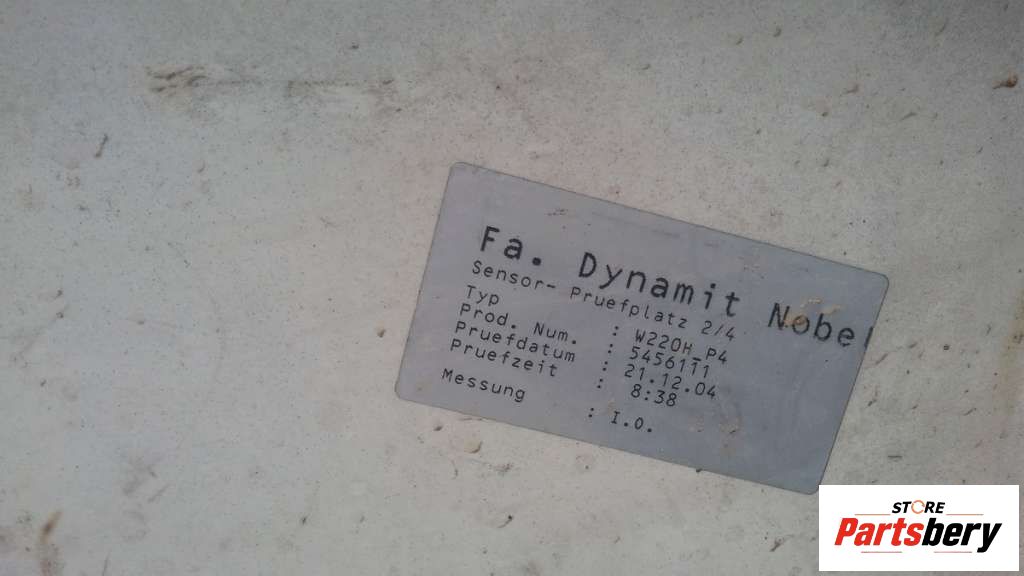 Fa. Dynamit Nobel
Sensor- Pruefplatz 2/4
Typ : W220H_P4
Prod. Num. : 5456111
Pruefdatum : 21.12.04
Pruefzeit : 8:38
Messung : I.O.
STORE
Partsbery